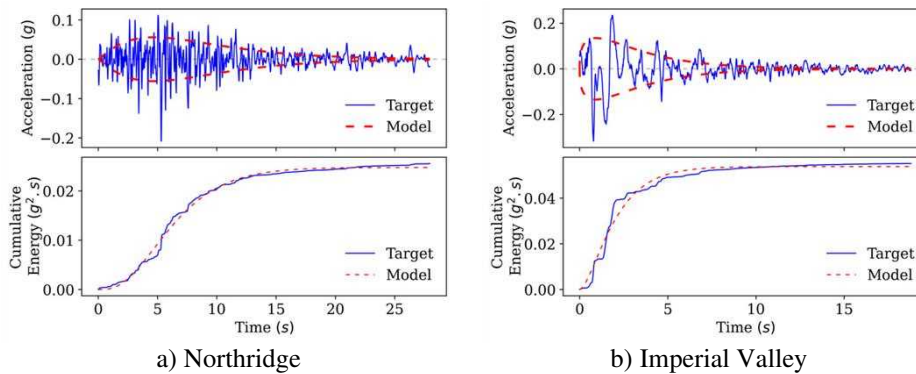 0.1
0.0
−0.1
−0.2
Acceleration (g)
Target
Model
0.02
0.01
0.00
Cumulative
Energy (g². s)
Target
Model
0 5 10 15 20 25
Time (s)
a) Northridge
0.2
0.0
−0.2
Acceleration (g)
Target
Model
0.04
0.02
0.00
Cumulative
Energy (g². s)
Target
Model
0 5 10 15
Time (s)
b) Imperial Valley